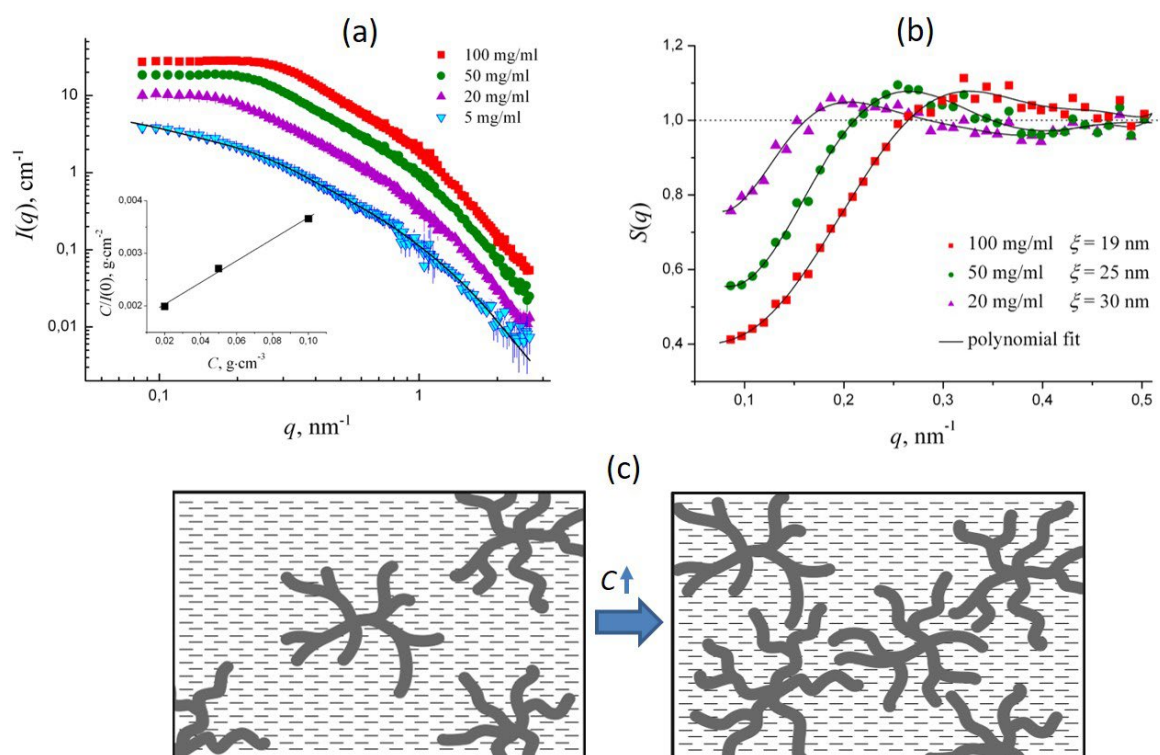 (a)
100 mg/ml
50 mg/ml
20 mg/ml
5 mg/ml
I(q), cm⁻¹
10
1
0,1
0,01
C/I(0), g·cm⁻²
0,004
0,003
0,002
0,02 0,04 0,06 0,08 0,10
C, g·cm⁻³
0,1 1
q, nm⁻¹
(b)
S(q)
1,2
1,0
0,8
0,6
0,4
100 mg/ml ξ = 19 nm
50 mg/ml ξ = 25 nm
20 mg/ml ξ = 30 nm
polynomial fit
0,1 0,2 0,3 0,4 0,5
q, nm⁻¹
(c)
C